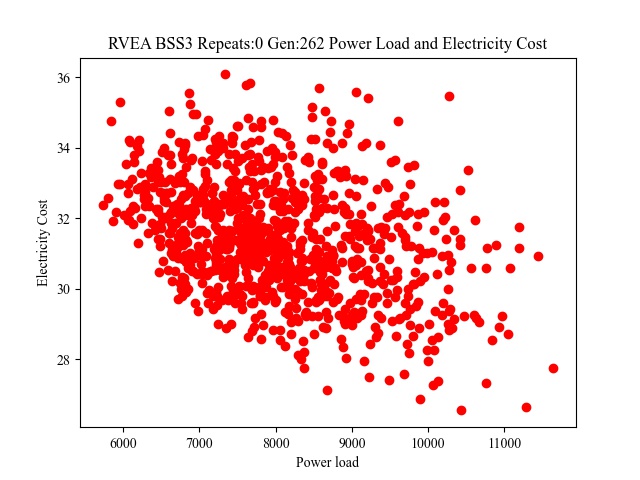 RVEA BSS3 Repeats:0 Gen:262 Power Load and Electricity Cost
36
34
32
30
28
Electricity Cost
6000 7000 8000 9000 10000 11000
Power load